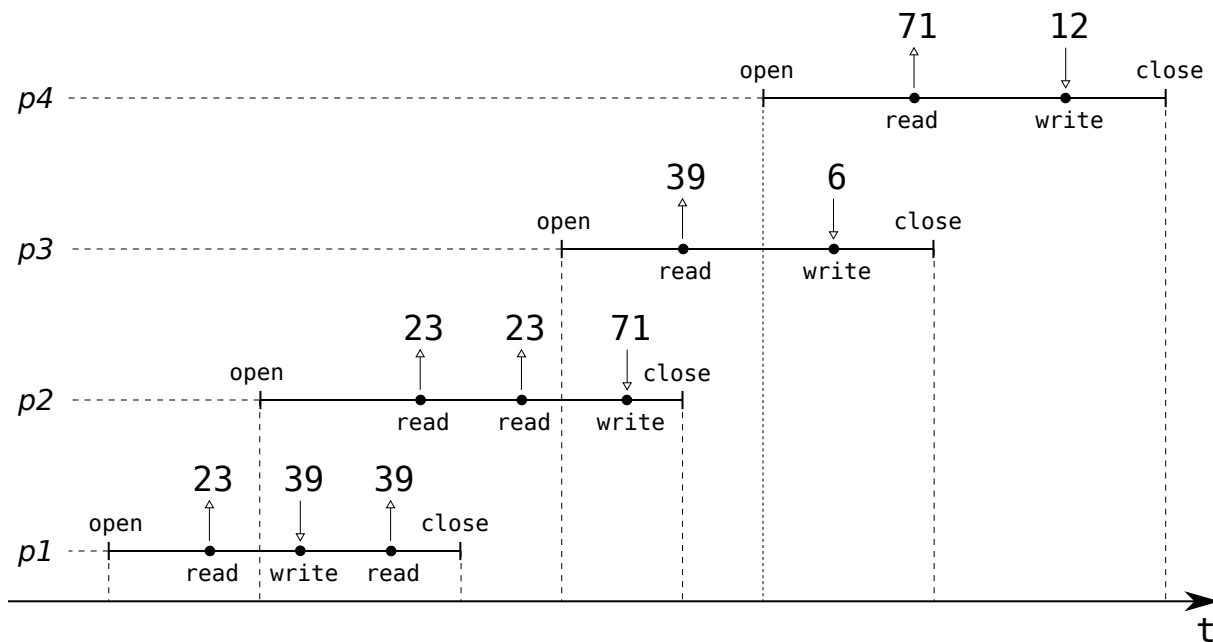 71 12
open close
p4
read write
39 6
open close
p3
read write
23 23 71
open close
p2
read read write
23 39 39
open close
p1
read write read
t